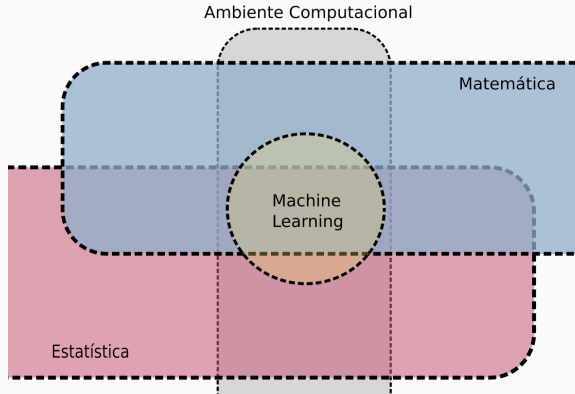 Ambiente Computacional
Matemática
Machine
Learning
Estatística